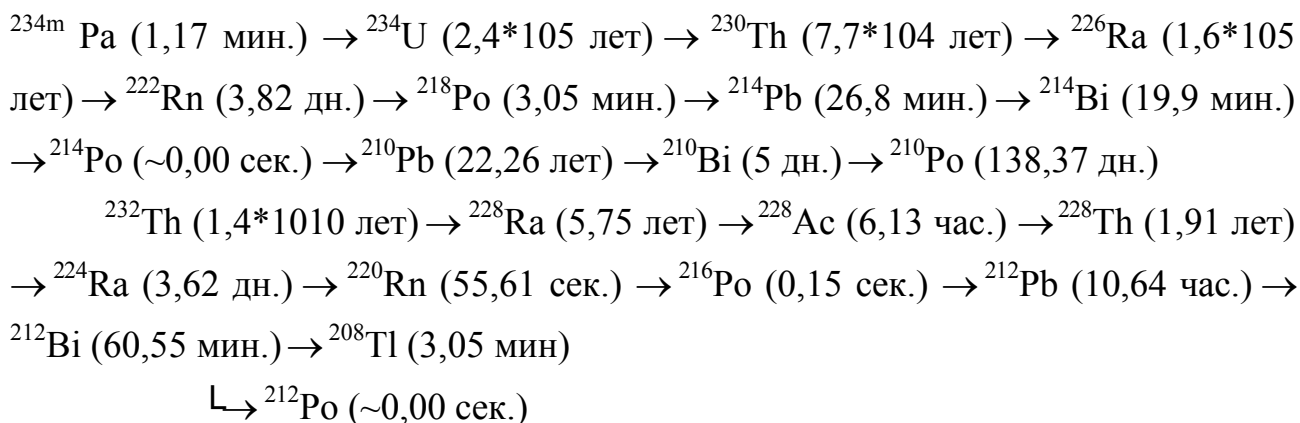 ²³⁴ᵐ Pa (1,17 мин.) → ²³⁴U (2,4*105 лет) → ²³⁰Th (7,7*104 лет) → ²²⁶Ra (1,6*105
лет) → ²²²Rn (3,82 дн.) → ²¹⁸Po (3,05 мин.) → ²¹⁴Pb (26,8 мин.) → ²¹⁴Bi (19,9 мин.)
→ ²¹⁴Po (~0,00 сек.) → ²¹⁰Pb (22,26 лет) → ²¹⁰Bi (5 дн.) → ²¹⁰Po (138,37 дн.)
²³²Th (1,4*1010 лет) → ²²⁸Ra (5,75 лет) → ²²⁸Ac (6,13 час.) → ²²⁸Th (1,91 лет)
→ ²²⁴Ra (3,62 дн.) → ²²⁰Rn (55,61 сек.) → ²¹⁶Po (0,15 сек.) → ²¹²Pb (10,64 час.) →
²¹²Bi (60,55 мин.) → ²⁰⁸Tl (3,05 мин)
└→ ²¹²Po (~0,00 сек.)